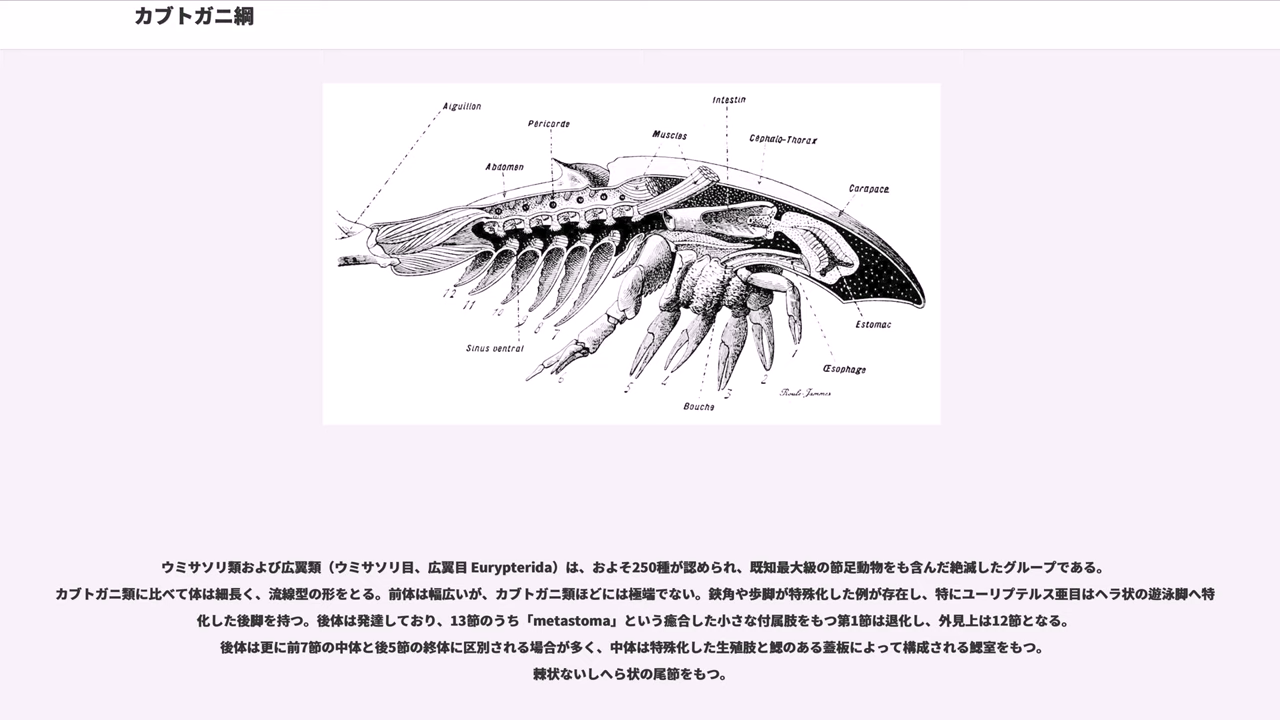 カブトガニ綱
Aiguillon
Intestin
Péricarde
Muscles
Céphalo-Thorax
Abdomen
Carapace
12
11
10
9
8
7
Sinus ventral
6
5
4
3
2
1
Estomac
Œsophage
Bouche
ウミサソリ類および広翼類（ウミサソリ目、広翼目 Eurypterida）は、およそ250種が認められ、既知最大級の節足動物をも含んだ絶滅したグループである。
カブトガニ類に比べて体は細長く、流線型の形をとる。前体は幅広いが、カブトガニ類ほどには極端でない。鋏角や歩脚が特殊化した例が存在し、特にユーリプテルス亜目はヘラ状の遊泳脚へ特
化した後脚を持つ。後体は発達しており、13節のうち「metastoma」という癒合した小さな付属肢をもつ第1節は退化し、外見上は12節となる。
後体は更に前7節の中体と後5節の終体に区別される場合が多く、中体は特殊化した生殖肢と鰓のある蓋板によって構成される鰓室をもつ。
棘状ないしへら状の尾節をもつ。